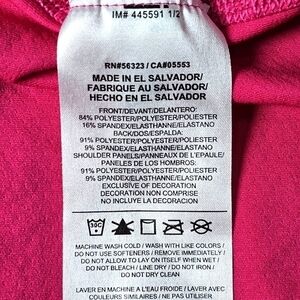 IM# 445591 1/2
RN#56323 / CA#05553
MADE IN EL SALVADOR/
FABRIQUE AU SALVADOR/
HECHO EN EL SALVADOR
FRONT/DEVANT/DELANTERO:
84% POLYESTER/POLYESTER/POLIESTER
16% SPANDEX/ELASTHANNE/ELASTANO
BACK/DOS/ESPALDA:
91% POLYESTER/POLYESTER/POLIESTER
9% SPANDEX/ELASTHANNE/ELASTANO
SHOULDER PANELS/PANNEAUX DE L'EPAULE/
PANELES DE LOS HOMBROS:
91% POLYESTER/POLYESTER/POLIESTER
9% SPANDEX/ELASTHANNE/ELASTANO
EXCLUSIVE OF DECORATION
DECORATION NON COMPRISE
NO INCLUYE LA DECORACION
MACHINE WASH COLD / WASH WITH LIKE COLORS /
DO NOT USE SOFTENERS / REMOVE IMMEDIATELY /
DO NOT ALLOW TO LAY ON ITSELF WHEN WET /
DO NOT BLEACH / LINE DRY / DO NOT IRON /
DO NOT DRY CLEAN
LAVER EN MACHINE A L'EAU FROIDE / LAVER AVEC
COULEURS SIMILAIRES / NE PAS UTILISER